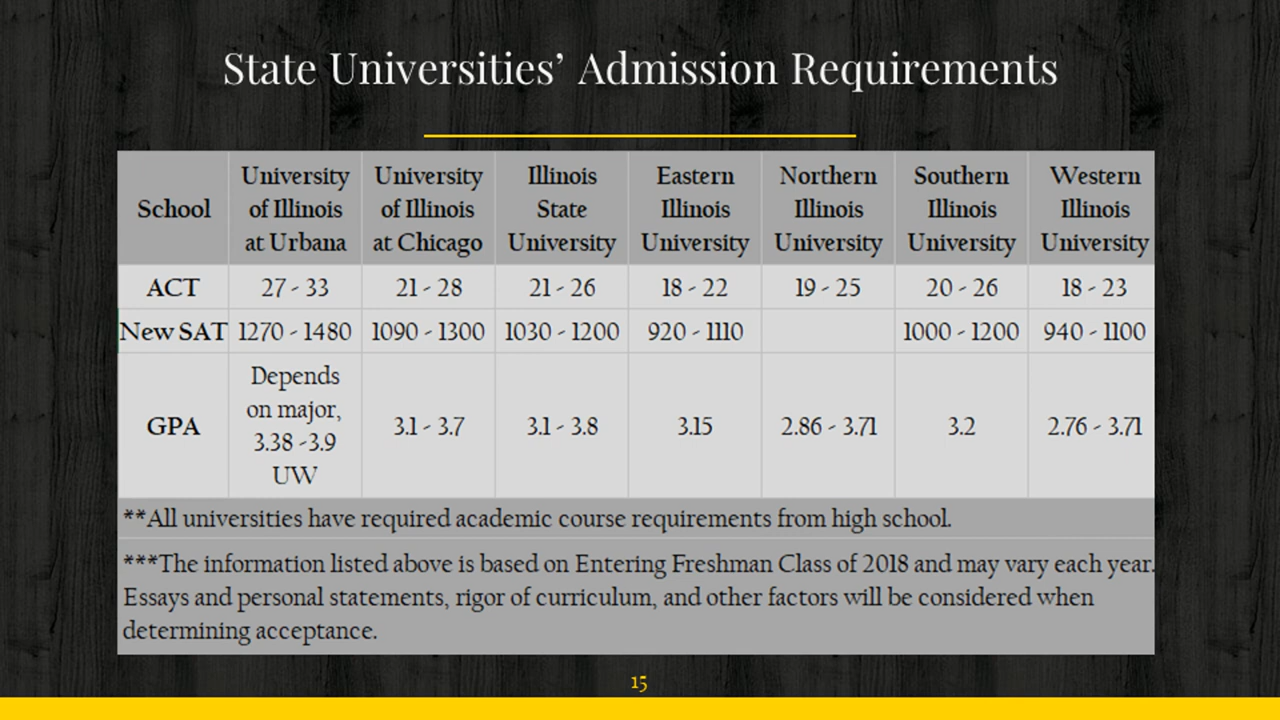 State Universities’ Admission Requirements
School
University
of Illinois
at Urbana
University
of Illinois
at Chicago
Illinois
State
University
Eastern
Illinois
University
Northern
Illinois
University
Southern
Illinois
University
Western
Illinois
University
ACT 27 - 33 21 - 28 21 - 26 18 - 22 19 - 25 20 - 26 18 - 23
New SAT 1270 - 1480 1090 - 1300 1030 - 1200 920 - 1110 1000 - 1200 940 - 1100
GPA
Depends
on major,
3.38 -3.9
UW
3.1 - 3.7 3.1 - 3.8 3.15 2.86 - 3.71 3.2 2.76 - 3.71
**All universities have required academic course requirements from high school.
***The information listed above is based on Entering Freshman Class of 2018 and may vary each year.
Essays and personal statements, rigor of curriculum, and other factors will be considered when
determining acceptance.
15